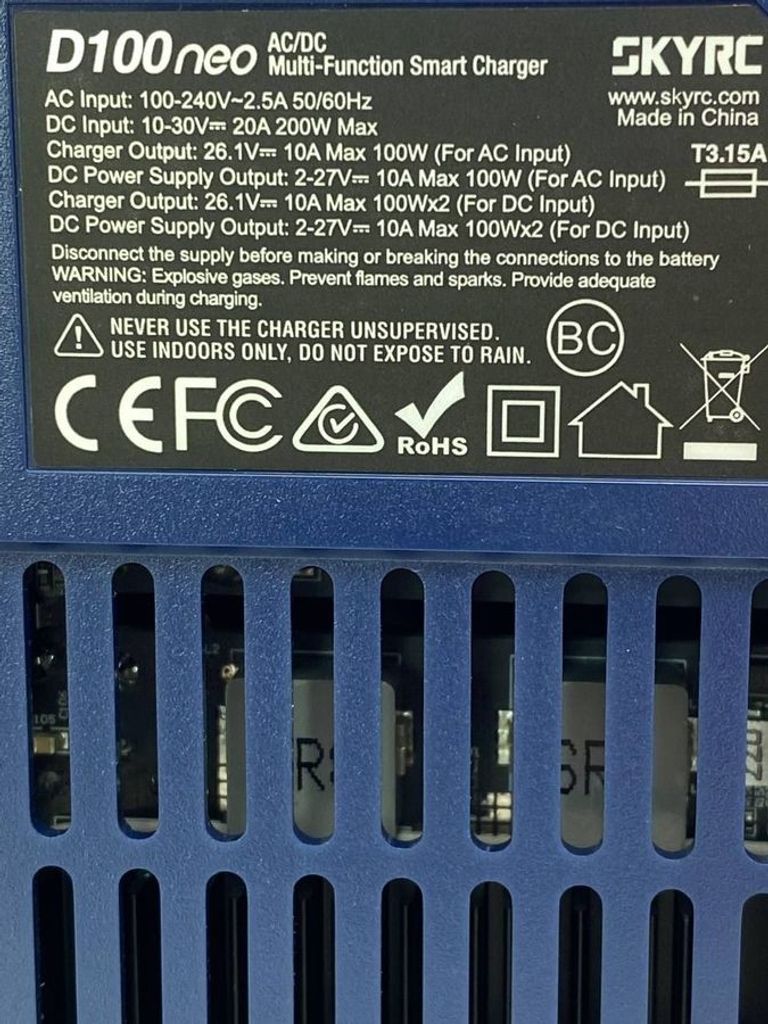 D100neo AC/DC Multi-Function Smart Charger
SKYRC
www.skyrc.com
Made in China
AC Input: 100-240V~2.5A 50/60Hz
DC Input: 10-30V⎓ 20A 200W Max
Charger Output: 26.1V⎓ 10A Max 100W (For AC Input)
T3.15A
DC Power Supply Output: 2-27V⎓ 10A Max 100W (For AC Input)
Charger Output: 26.1V⎓ 10A Max 100Wx2 (For DC Input)
DC Power Supply Output: 2-27V⎓ 10A Max 100Wx2 (For DC Input)
Disconnect the supply before making or breaking the connections to the battery
WARNING: Explosive gases. Prevent flames and sparks. Provide adequate
ventilation during charging.
NEVER USE THE CHARGER UNSUPERVISED.
USE INDOORS ONLY, DO NOT EXPOSE TO RAIN.
BC
CE FC RoHS